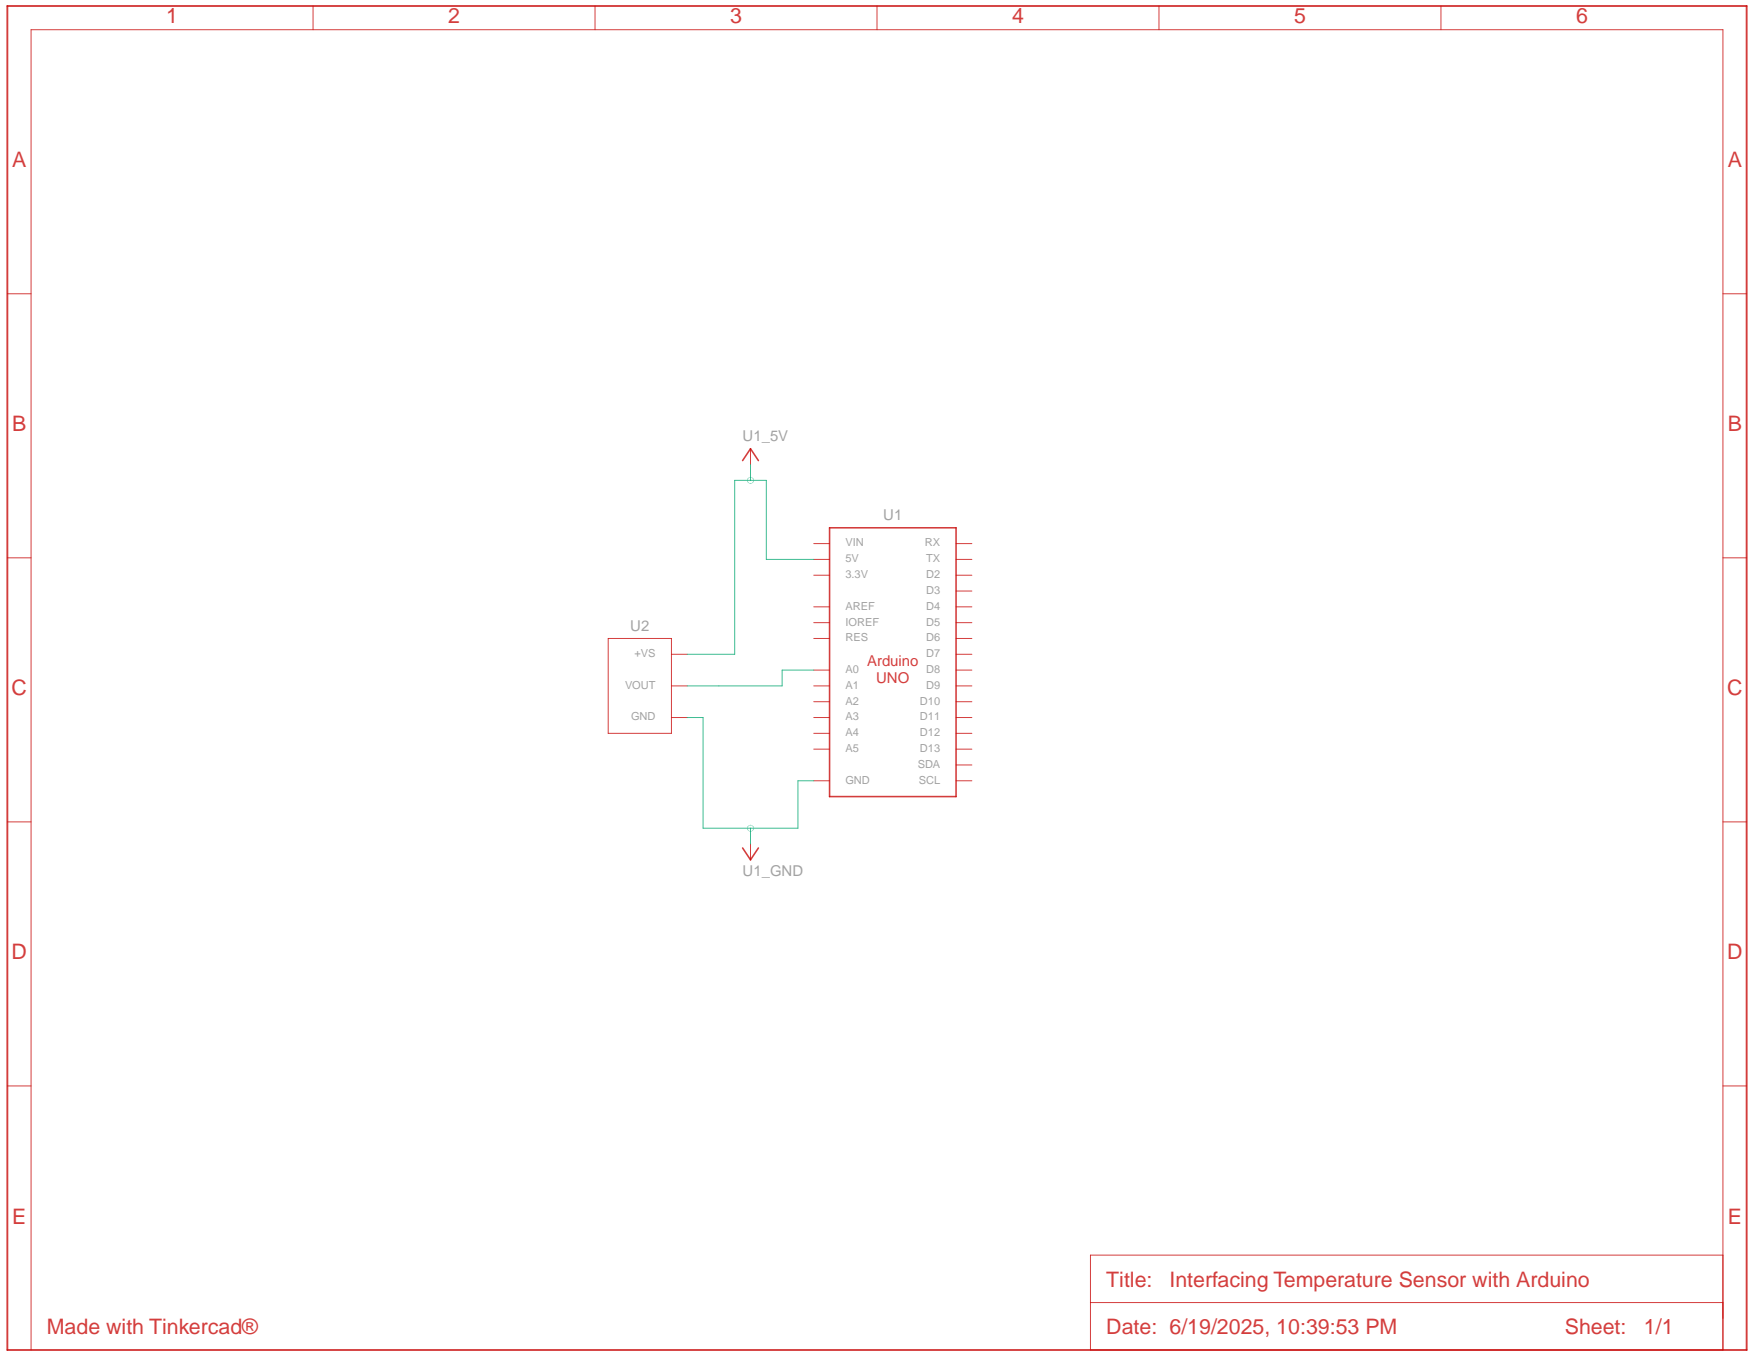 1 2 3 4 5 6
A A
B B
U1_5V
U1
VIN RX
5V TX
3.3V D2
D3
AREF D4
IOREF D5
U2
RES D6
+VS D7
Arduino
A0 D8
UNO
C C
VOUT A1 D9
A2 D10
GND A3 D11
A4 D12
A5 D13
SDA
GND SCL
U1_GND
D D
E E
Title: Interfacing Temperature Sensor with Arduino
Made with Tinkercad®
Date: 6/19/2025, 10:39:53 PM Sheet: 1/1